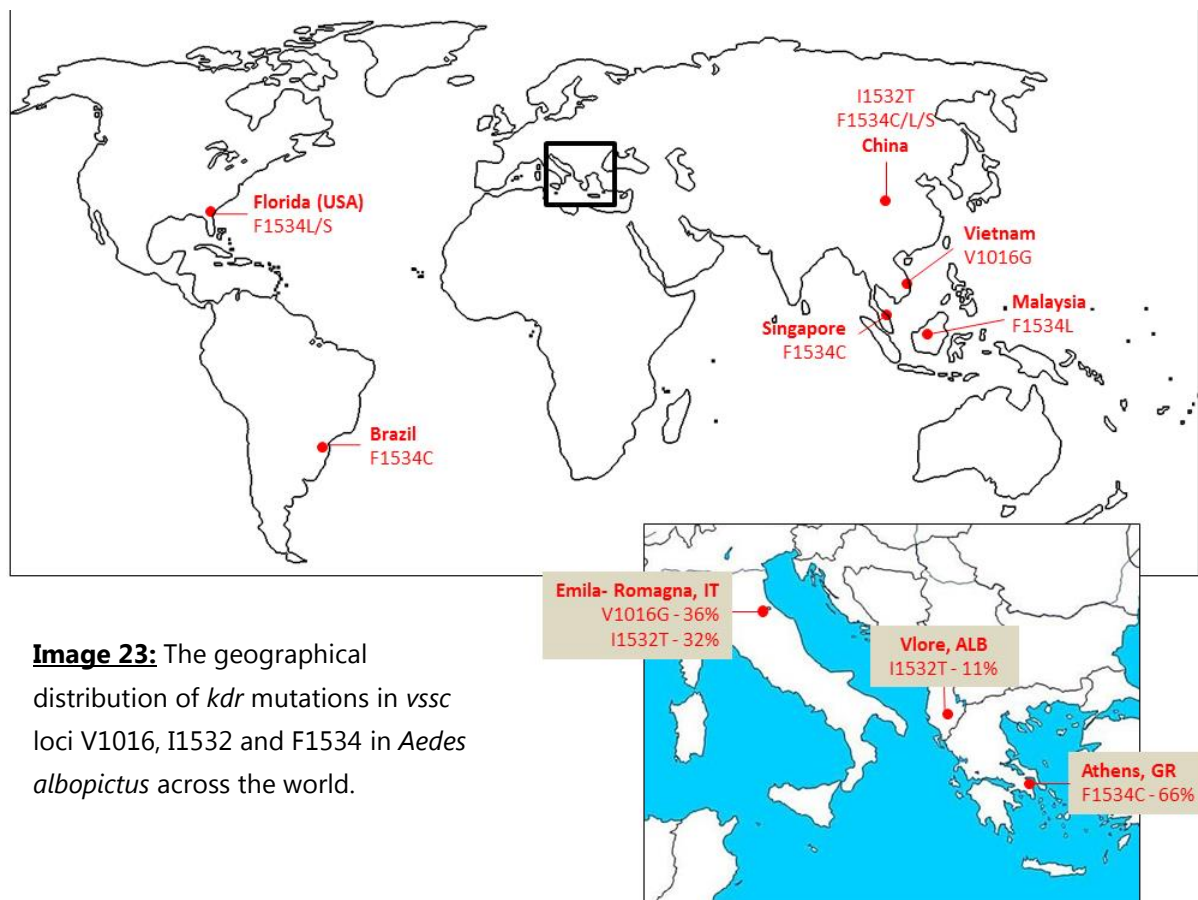 I1532T
F1534C/L/S
China
Florida (USA)
F1534L/S
Vietnam
V1016G
Malaysia
F1534L
Singapore
F1534C
Brazil
F1534C
Emila- Romagna, IT
V1016G - 36%
I1532T - 32%
Vlore, ALB
I1532T - 11%
Athens, GR
F1534C - 66%
Image 23: The geographical
distribution of kdr mutations in vssc
loci V1016, I1532 and F1534 in Aedes
albopictus across the world.